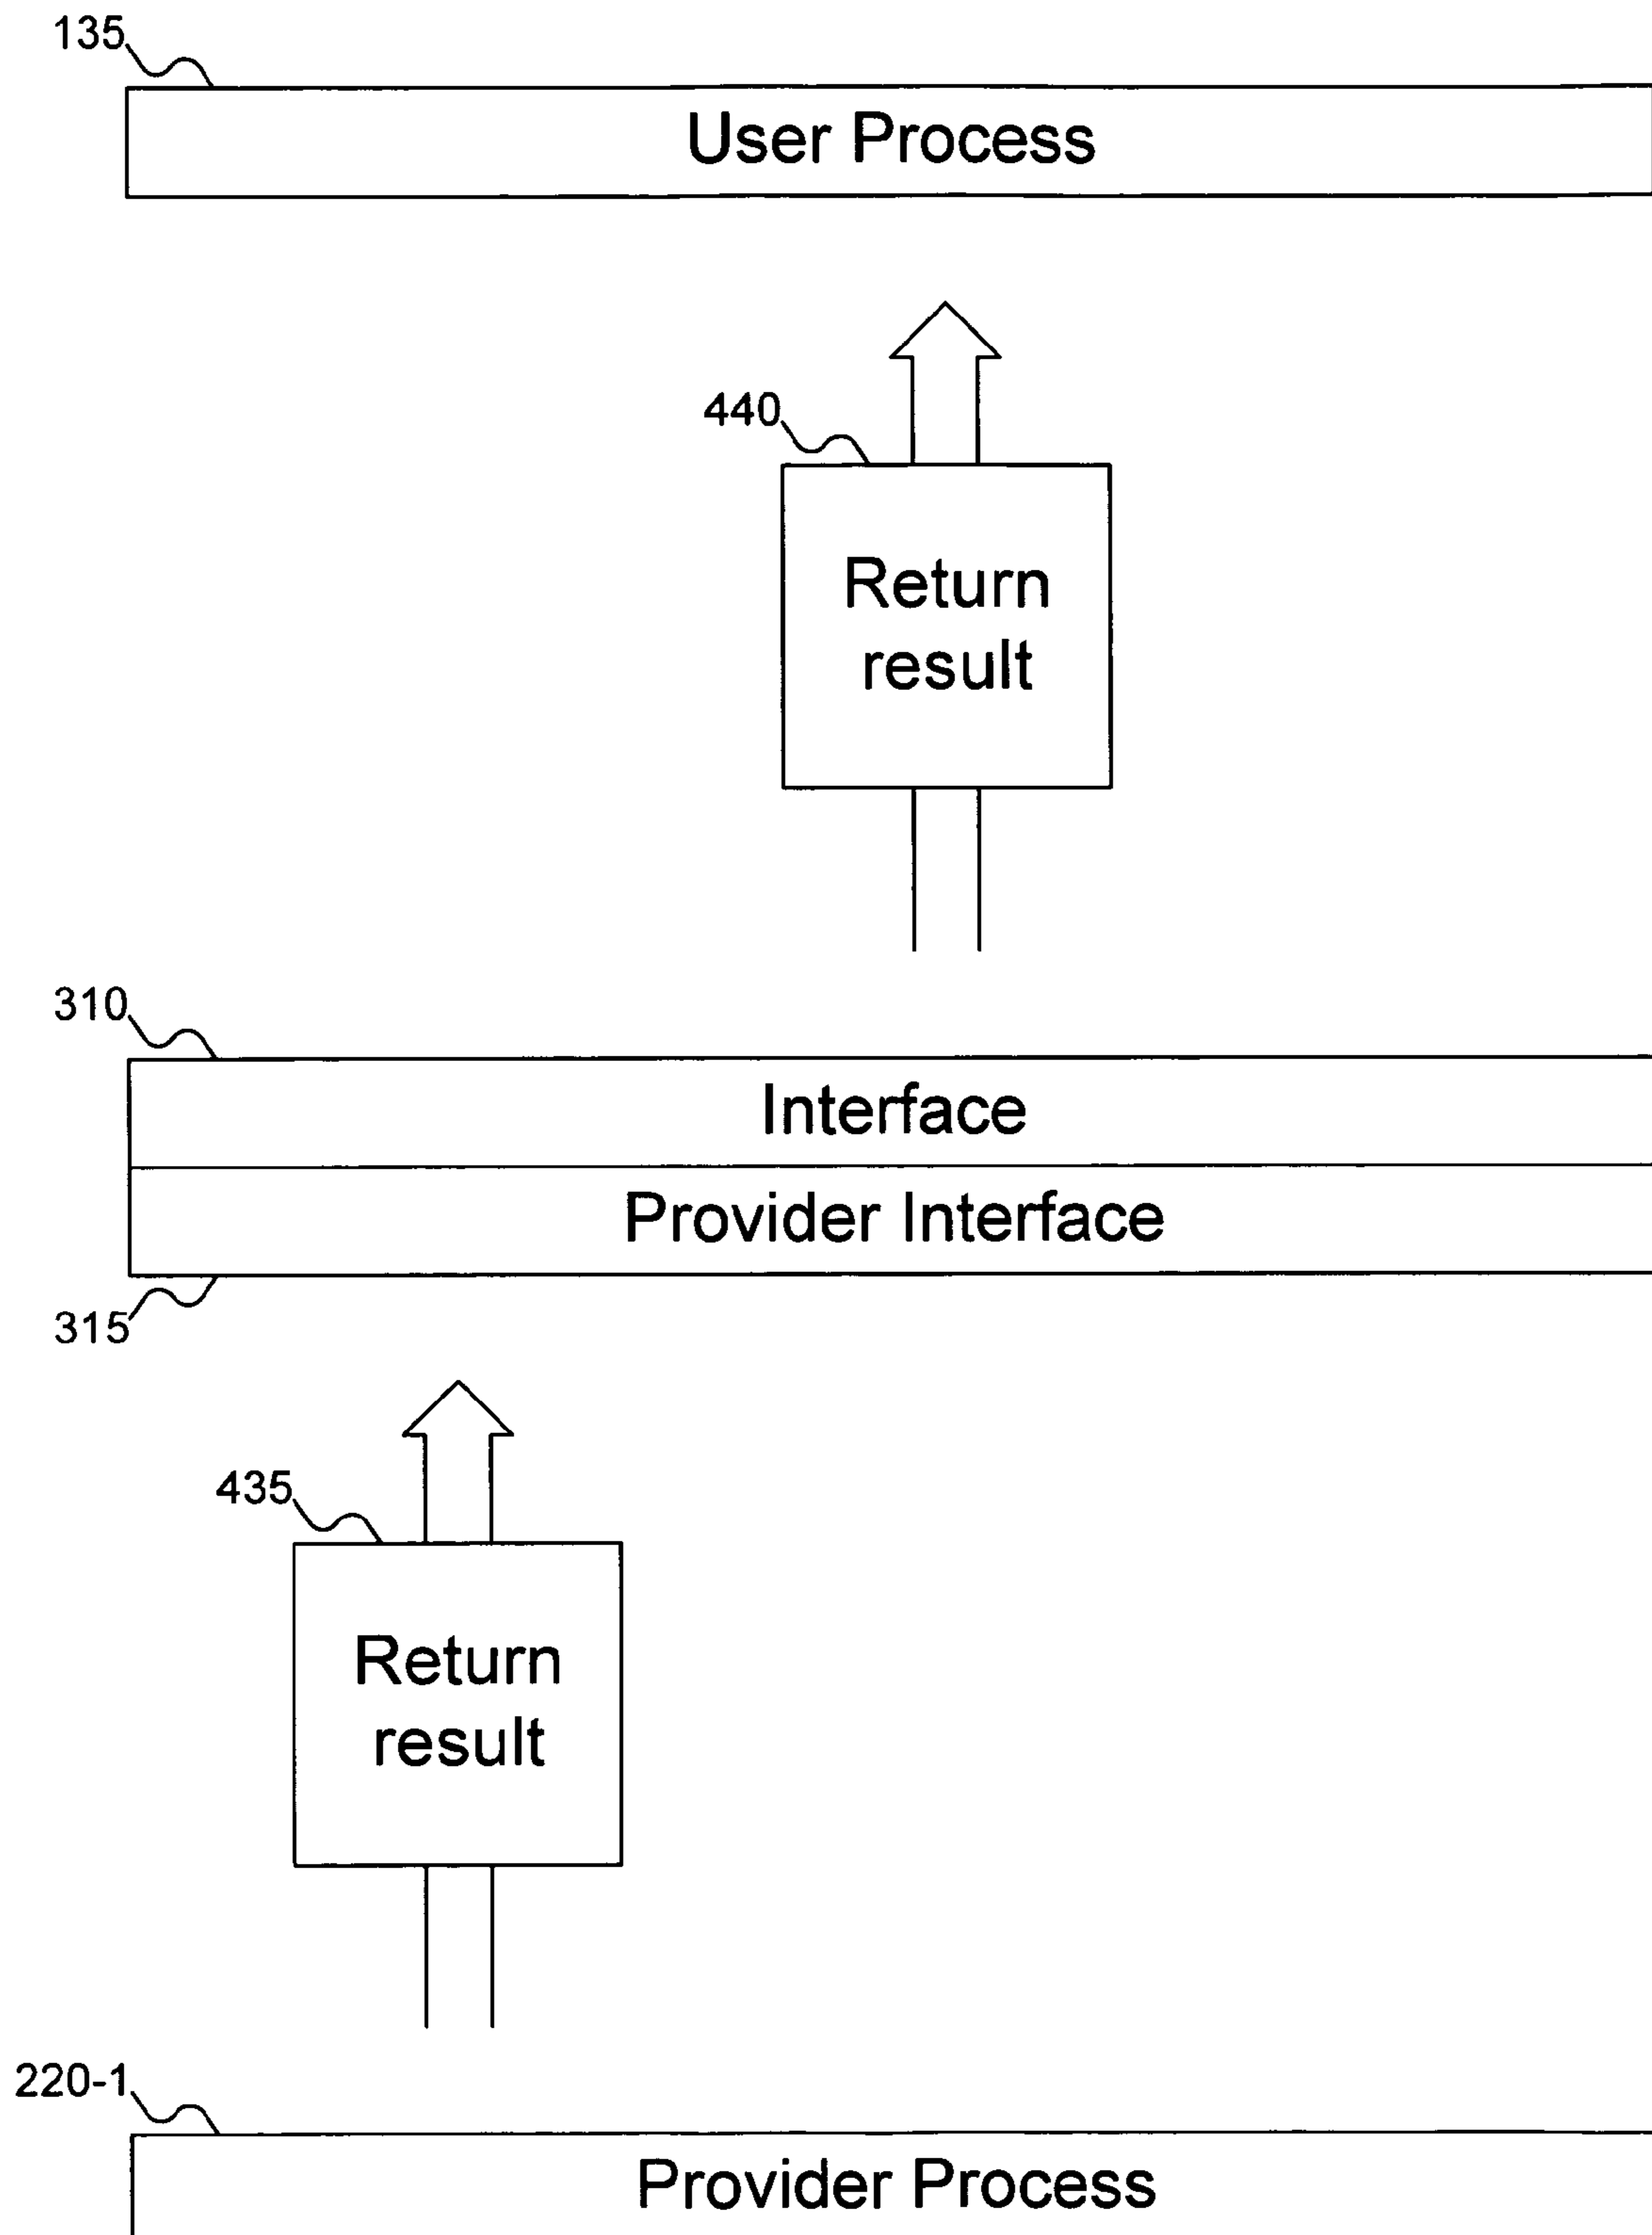 135
User Process
440
Return
result
310
Interface
Provider Interface
315
435
Return
result
220-1
Provider Process